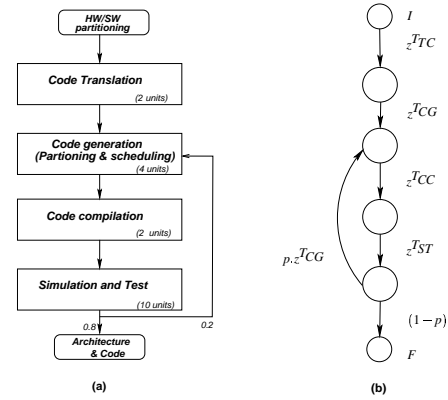 HW/SW
partitioning
Code Translation
(2 units)
Code generation
(Partioning & scheduling)
(4 units)
Code compilation
(2 units)
Simulation and Test
(10 units)
0.8
0.2
Architecture
& Code
(a)
I
z^T_TC
z^T_CG
z^T_CC
p.z^T_CG
z^T_ST
(1−p)
F
(b)